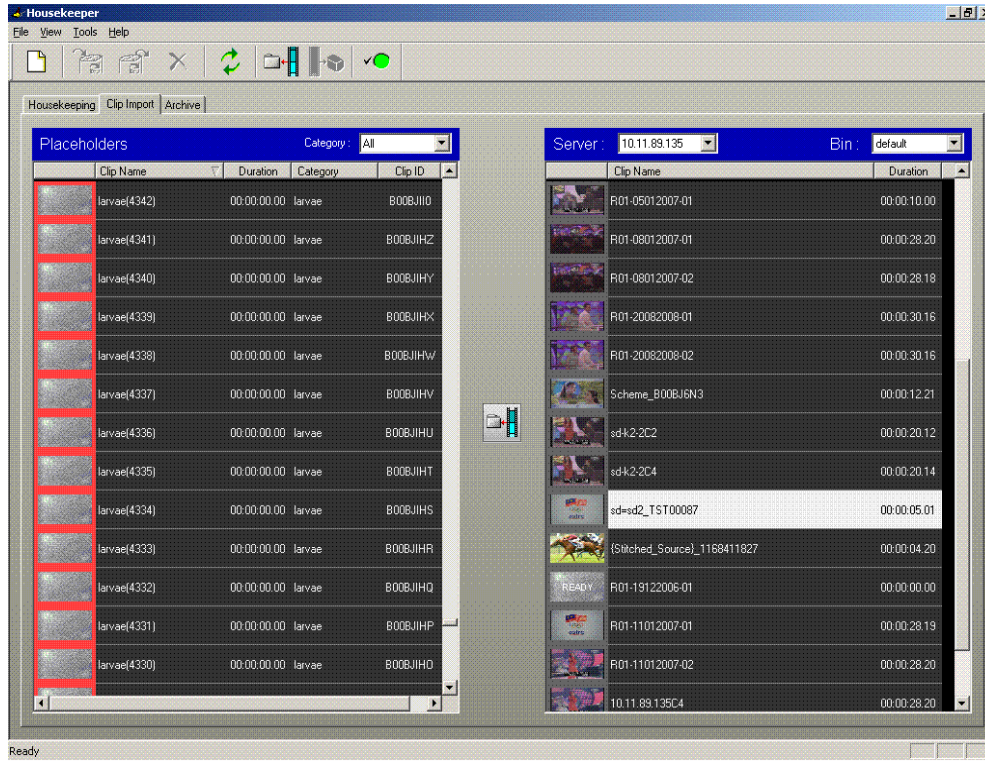 Housekeeper
File View Tools Help
Housekeeping Clip Import Archive
Placeholders Category : All
Clip Name Duration Category Clip ID
larvae(4342) 00:00:00.00 larvae B00BJII0
larvae(4341) 00:00:00.00 larvae B00BJIHZ
larvae(4340) 00:00:00.00 larvae B00BJIHY
larvae(4339) 00:00:00.00 larvae B00BJIHX
larvae(4338) 00:00:00.00 larvae B00BJIHW
larvae(4337) 00:00:00.00 larvae B00BJIHV
larvae(4336) 00:00:00.00 larvae B00BJIHU
larvae(4335) 00:00:00.00 larvae B00BJIHT
larvae(4334) 00:00:00.00 larvae B00BJIHS
larvae(4333) 00:00:00.00 larvae B00BJIHR
larvae(4332) 00:00:00.00 larvae B00BJIHQ
larvae(4331) 00:00:00.00 larvae B00BJIHP
larvae(4330) 00:00:00.00 larvae B00BJIHO
Server : 10.11.89.135 Bin : default
Clip Name Duration
R01-05012007-01 00:00:10.00
R01-08012007-01 00:00:28.20
R01-08012007-02 00:00:28.18
R01-20082008-01 00:00:30.16
R01-20082008-02 00:00:30.16
Scheme_B00BJ6N3 00:00:12.21
sd-k2-2C2 00:00:20.12
sd-k2-2C4 00:00:20.14
sd=sd2_TST00087 00:00:05.01
{Stitched_Source}_1168411827 00:00:04.20
READY R01-19122006-01 00:00:00.00
R01-11012007-01 00:00:28.19
R01-11012007-02 00:00:28.20
10.11.89.135C4 00:00:28.20
Ready